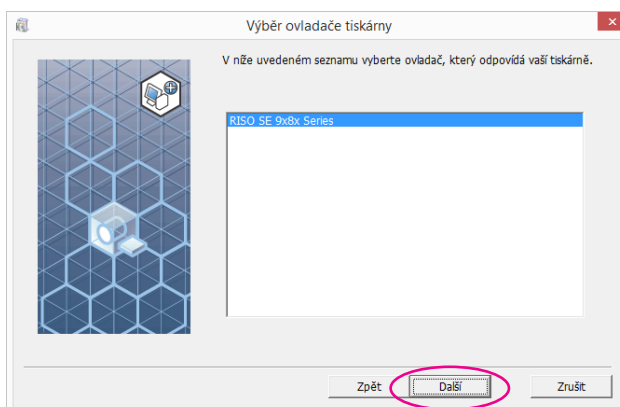 Výběr ovladače tiskárny
V níže uvedeném seznamu vyberte ovladač, který odpovídá vaší tiskárně.
RISO SE 9x8x Series
Zpět
Další
Zrušit